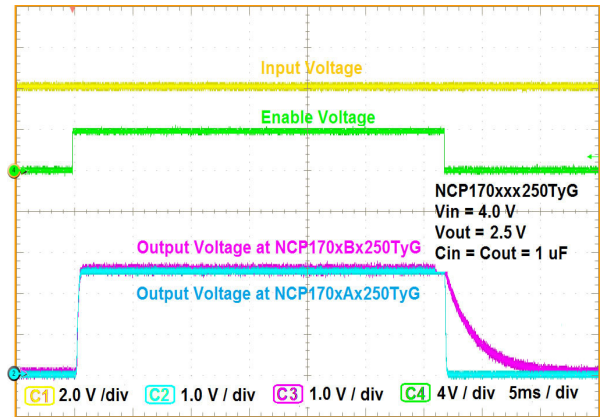 Input Voltage
Enable Voltage
NCP170xxx250TyG
Vin = 4.0 V
Vout = 2.5 V
Cin = Cout = 1 uF
Output Voltage at NCP170xBx250TyG
Output Voltage at NCP170xAx250TyG
C1 2.0 V /div C2 1.0 V / div C3 1.0 V / div C4 4V / div 5ms / div